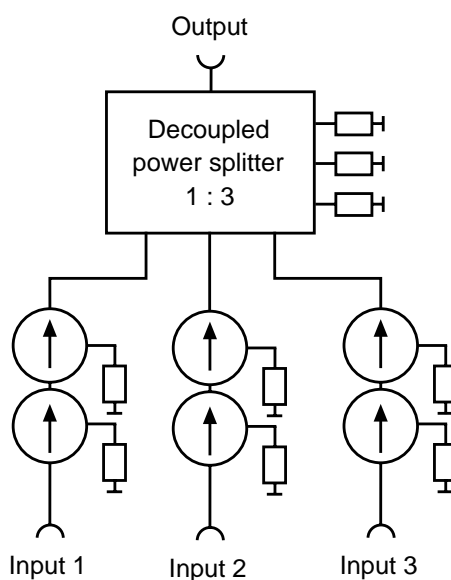 Output
Decoupled
power splitter
1 : 3
Input 1
Input 2
Input 3